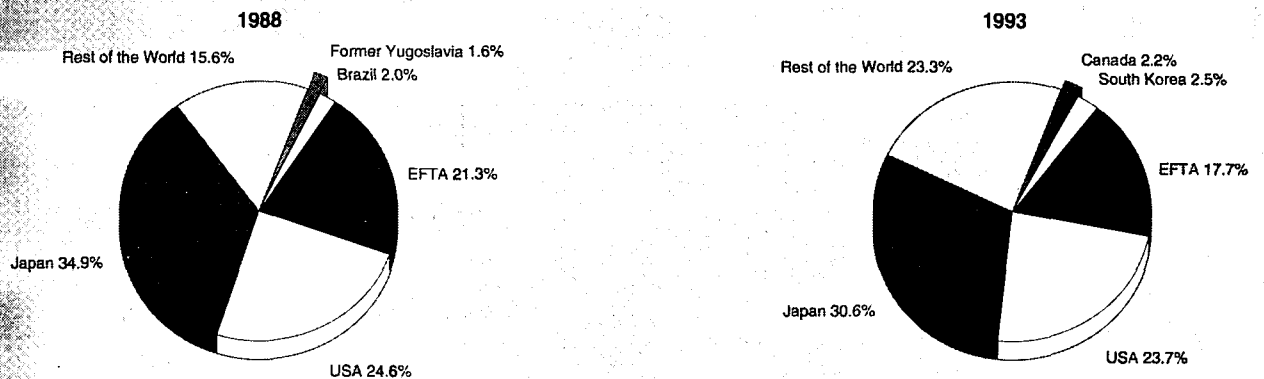 1988
Rest of the World 15.6%
Former Yugoslavia 1.6%
Brazil 2.0%
EFTA 21.3%
Japan 34.9%
USA 24.6%
1993
Rest of the World 23.3%
Canada 2.2%
South Korea 2.5%
EFTA 17.7%
Japan 30.6%
USA 23.7%